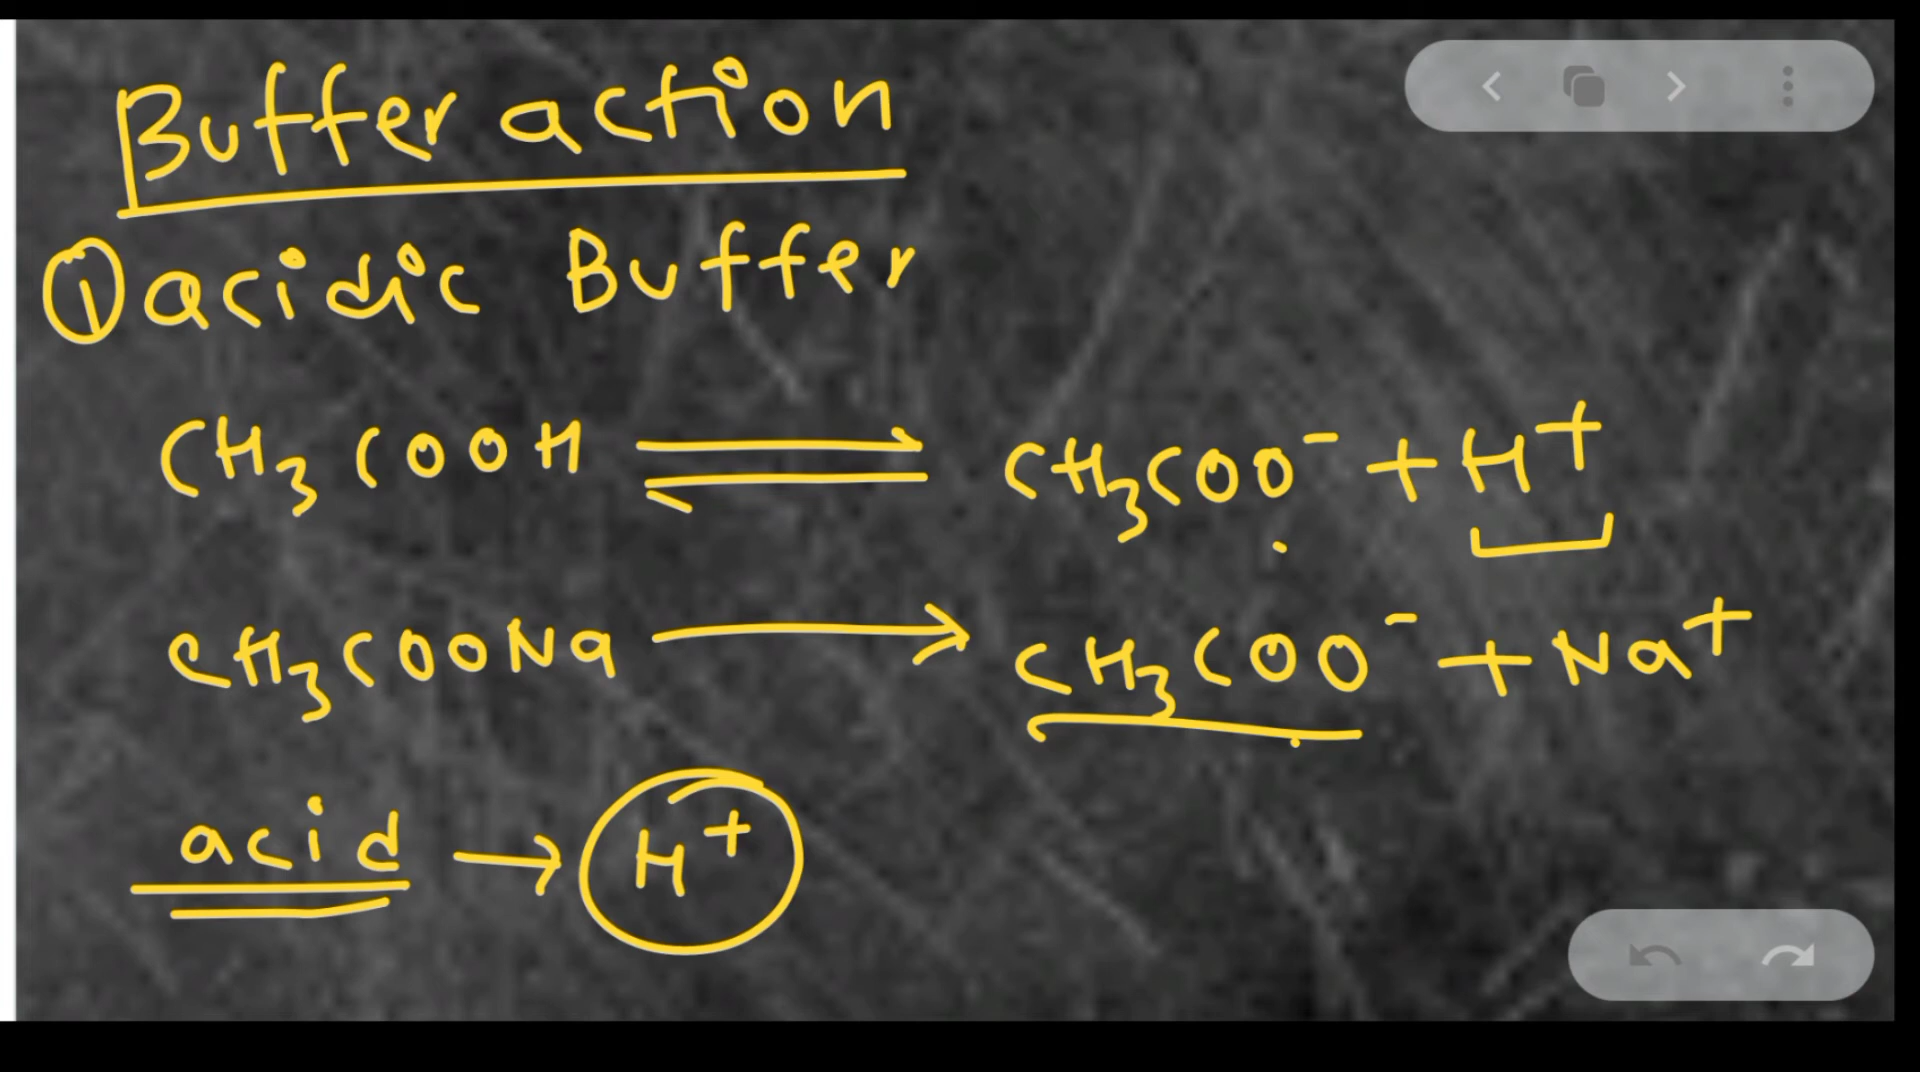 Buffer action
① acidic Buffer
CH₃COOH ⇌ CH₃COO⁻ + H⁺
CH₃COONa → CH₃COO⁻ + Na⁺
acid → H⁺